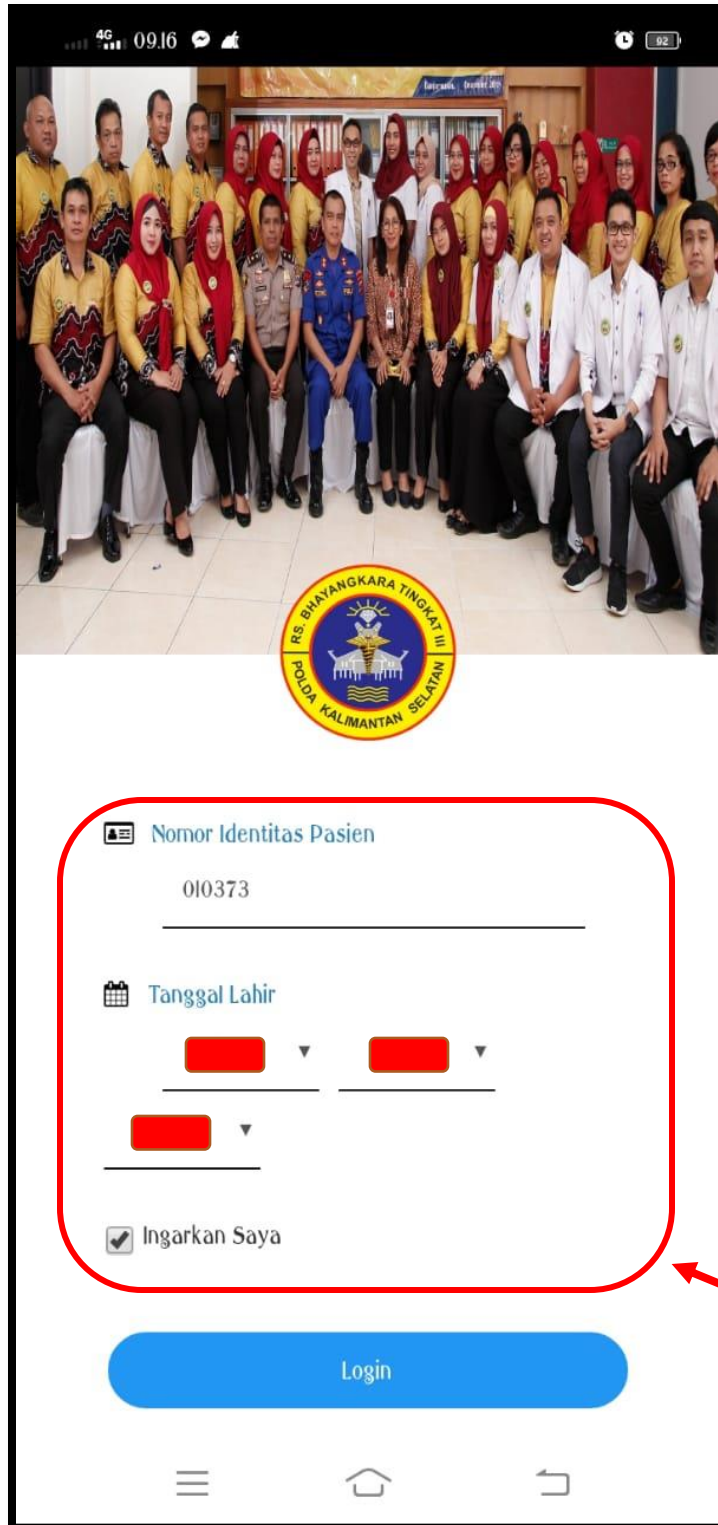 4G 09.16 92
RS. BHAYANGKARA TINGKAT III
POLDA KALIMANTAN SELATAN
Nomor Identitas Pasien
010373
Tanggal Lahir
Ingarkan Saya
Login